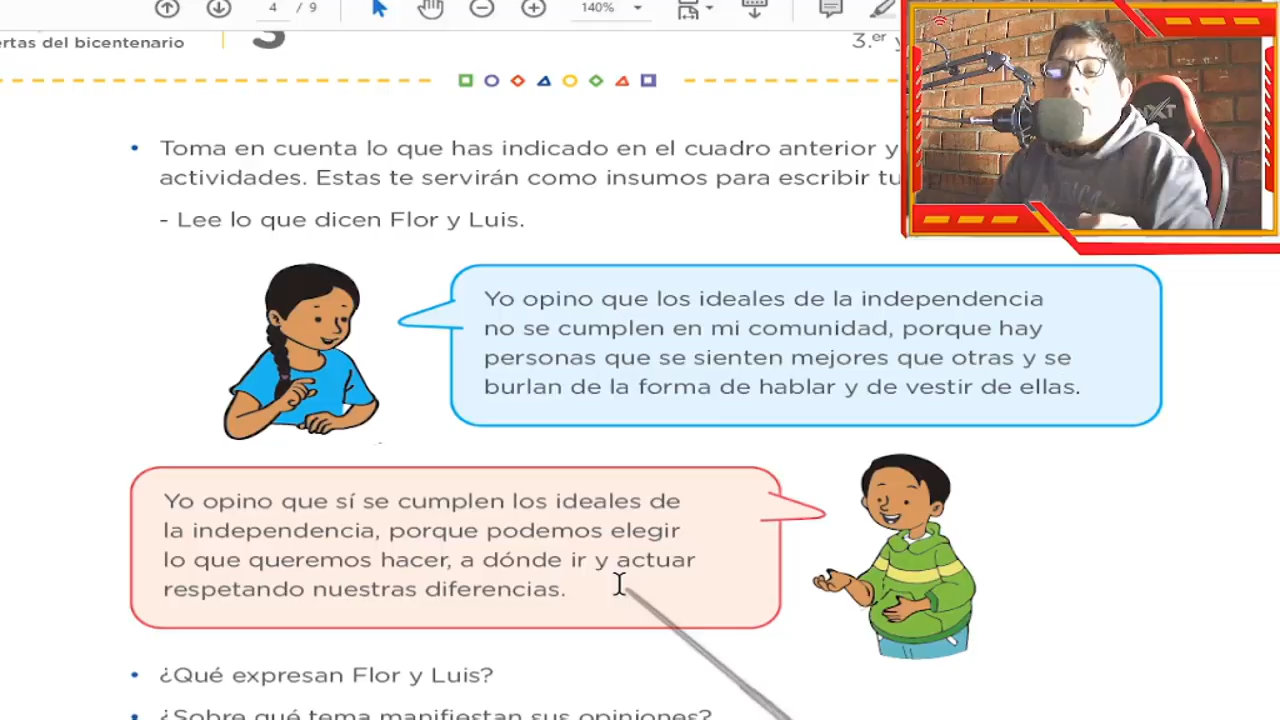 4 / 9
140%
ertas del bicentenario
3
3.er y
• Toma en cuenta lo que has indicado en el cuadro anterior y
actividades. Estas te servirán como insumos para escribir tu
- Lee lo que dicen Flor y Luis.
Yo opino que los ideales de la independencia
no se cumplen en mi comunidad, porque hay
personas que se sienten mejores que otras y se
burlan de la forma de hablar y de vestir de ellas.
Yo opino que sí se cumplen los ideales de
la independencia, porque podemos elegir
lo que queremos hacer, a dónde ir y actuar
respetando nuestras diferencias.
• ¿Qué expresan Flor y Luis?
• ¿Sobre qué tema manifiestan sus opiniones?